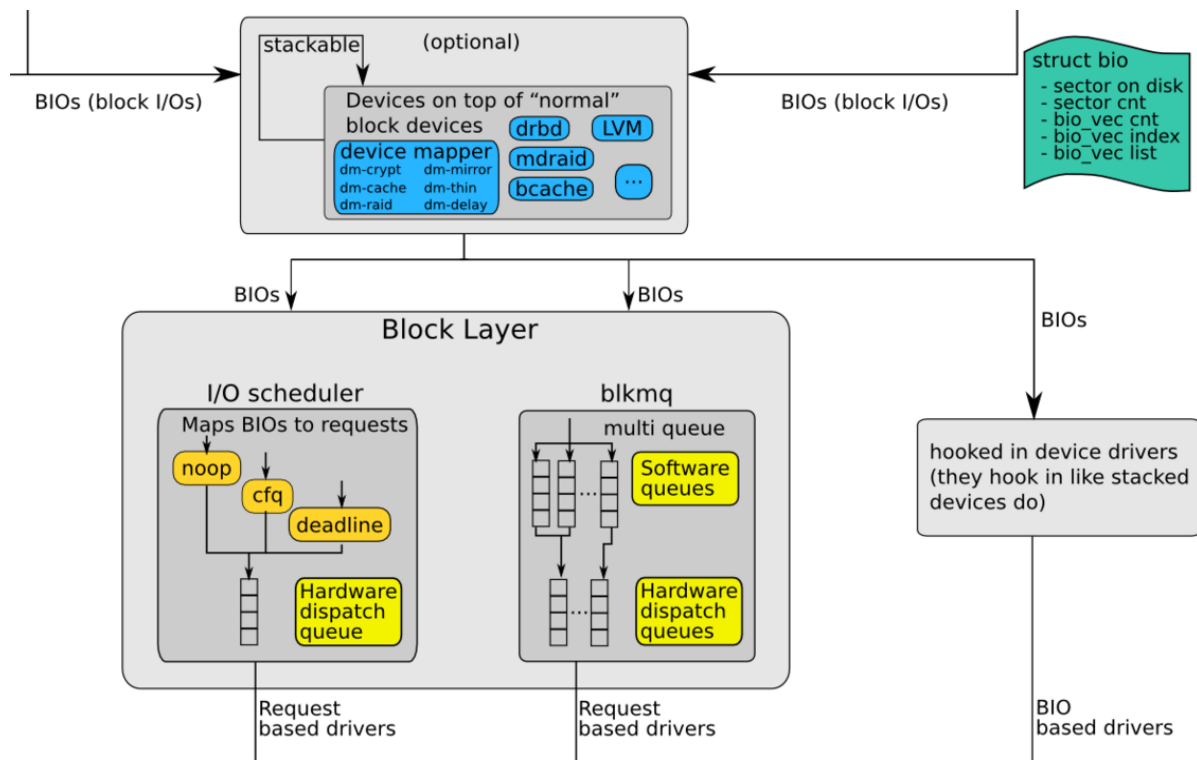 stackable
(optional)
BIOs (block I/Os)
BIOs (block I/Os)
struct bio
- sector on disk
- sector cnt
- bio_vec cnt
- bio_vec index
- bio_vec list
Devices on top of “normal”
block devices
drbd
LVM
device mapper
dm-crypt dm-mirror
dm-cache dm-thin
dm-raid dm-delay
mdraid
bcache
...
BIOs
BIOs
BIOs
Block Layer
I/O scheduler
Maps BIOs to requests
noop
cfq
deadline
Hardware
dispatch
queue
blkmq
multi queue
Software
queues
...
Hardware
dispatch
queues
...
hooked in device drivers
(they hook in like stacked
devices do)
Request
based drivers
Request
based drivers
BIO
based drivers